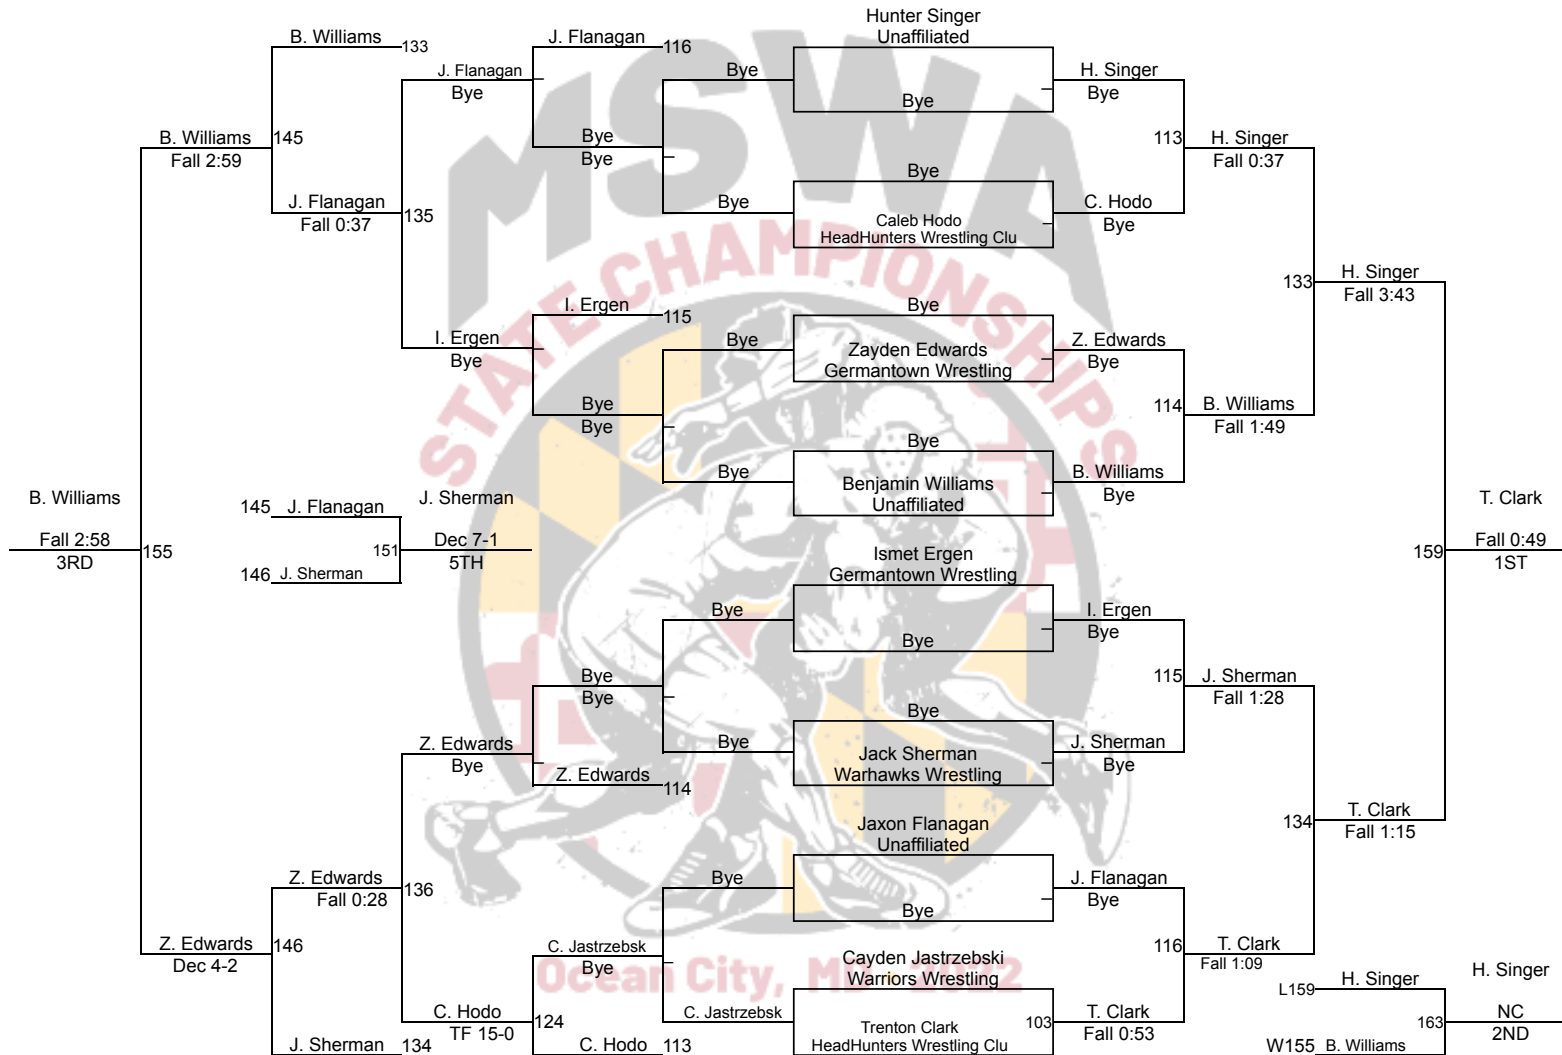 Hunter Singer
Unaffiliated
B. Williams
133
J. Flanagan
116
J. Flanagan
Bye
Bye
H. Singer
Bye
Bye
MSWA
B. Williams
Fall 2:59
145
Bye
Bye
113
H. Singer
Fall 0:37
Bye
J. Flanagan
Fall 0:37
135
Bye
Caleb Hodo
HeadHunters Wrestling Clu
C. Hodo
Bye
STATE CHAMPIONSHIPS
133
H. Singer
Fall 3:43
I. Ergen
115
Bye
I. Ergen
Bye
Bye
Zayden Edwards
Germantown Wrestling
Z. Edwards
Bye
Bye
Bye
114
B. Williams
Fall 1:49
Bye
Bye
Benjamin Williams
Unaffiliated
B. Williams
Bye
B. Williams
Fall 2:58
3RD
155
145
J. Flanagan
146
J. Sherman
151
J. Sherman
Dec 7-1
5TH
T. Clark
159
Fall 0:49
1ST
Ismet Ergen
Germantown Wrestling
Bye
Bye
I. Ergen
Bye
Bye
Bye
115
J. Sherman
Fall 1:28
Bye
Z. Edwards
Bye
Bye
Jack Sherman
Warhawks Wrestling
J. Sherman
Bye
Z. Edwards
114
134
T. Clark
Fall 1:15
Jaxon Flanagan
Unaffiliated
Z. Edwards
Fall 0:28
136
Bye
Bye
J. Flanagan
Bye
Z. Edwards
Dec 4-2
146
C. Jastrzebsk
Bye
Cayden Jastrzebski
Warriors Wrestling
116
T. Clark
Fall 1:09
Ocean City, MD - 2022
L159
H. Singer
H. Singer
C. Hodo
TF 15-0
124
C. Jastrzebsk
Trenton Clark
HeadHunters Wrestling Clu
103
T. Clark
Fall 0:53
163
NC
2ND
J. Sherman
134
C. Hodo
113
W155
B. Williams